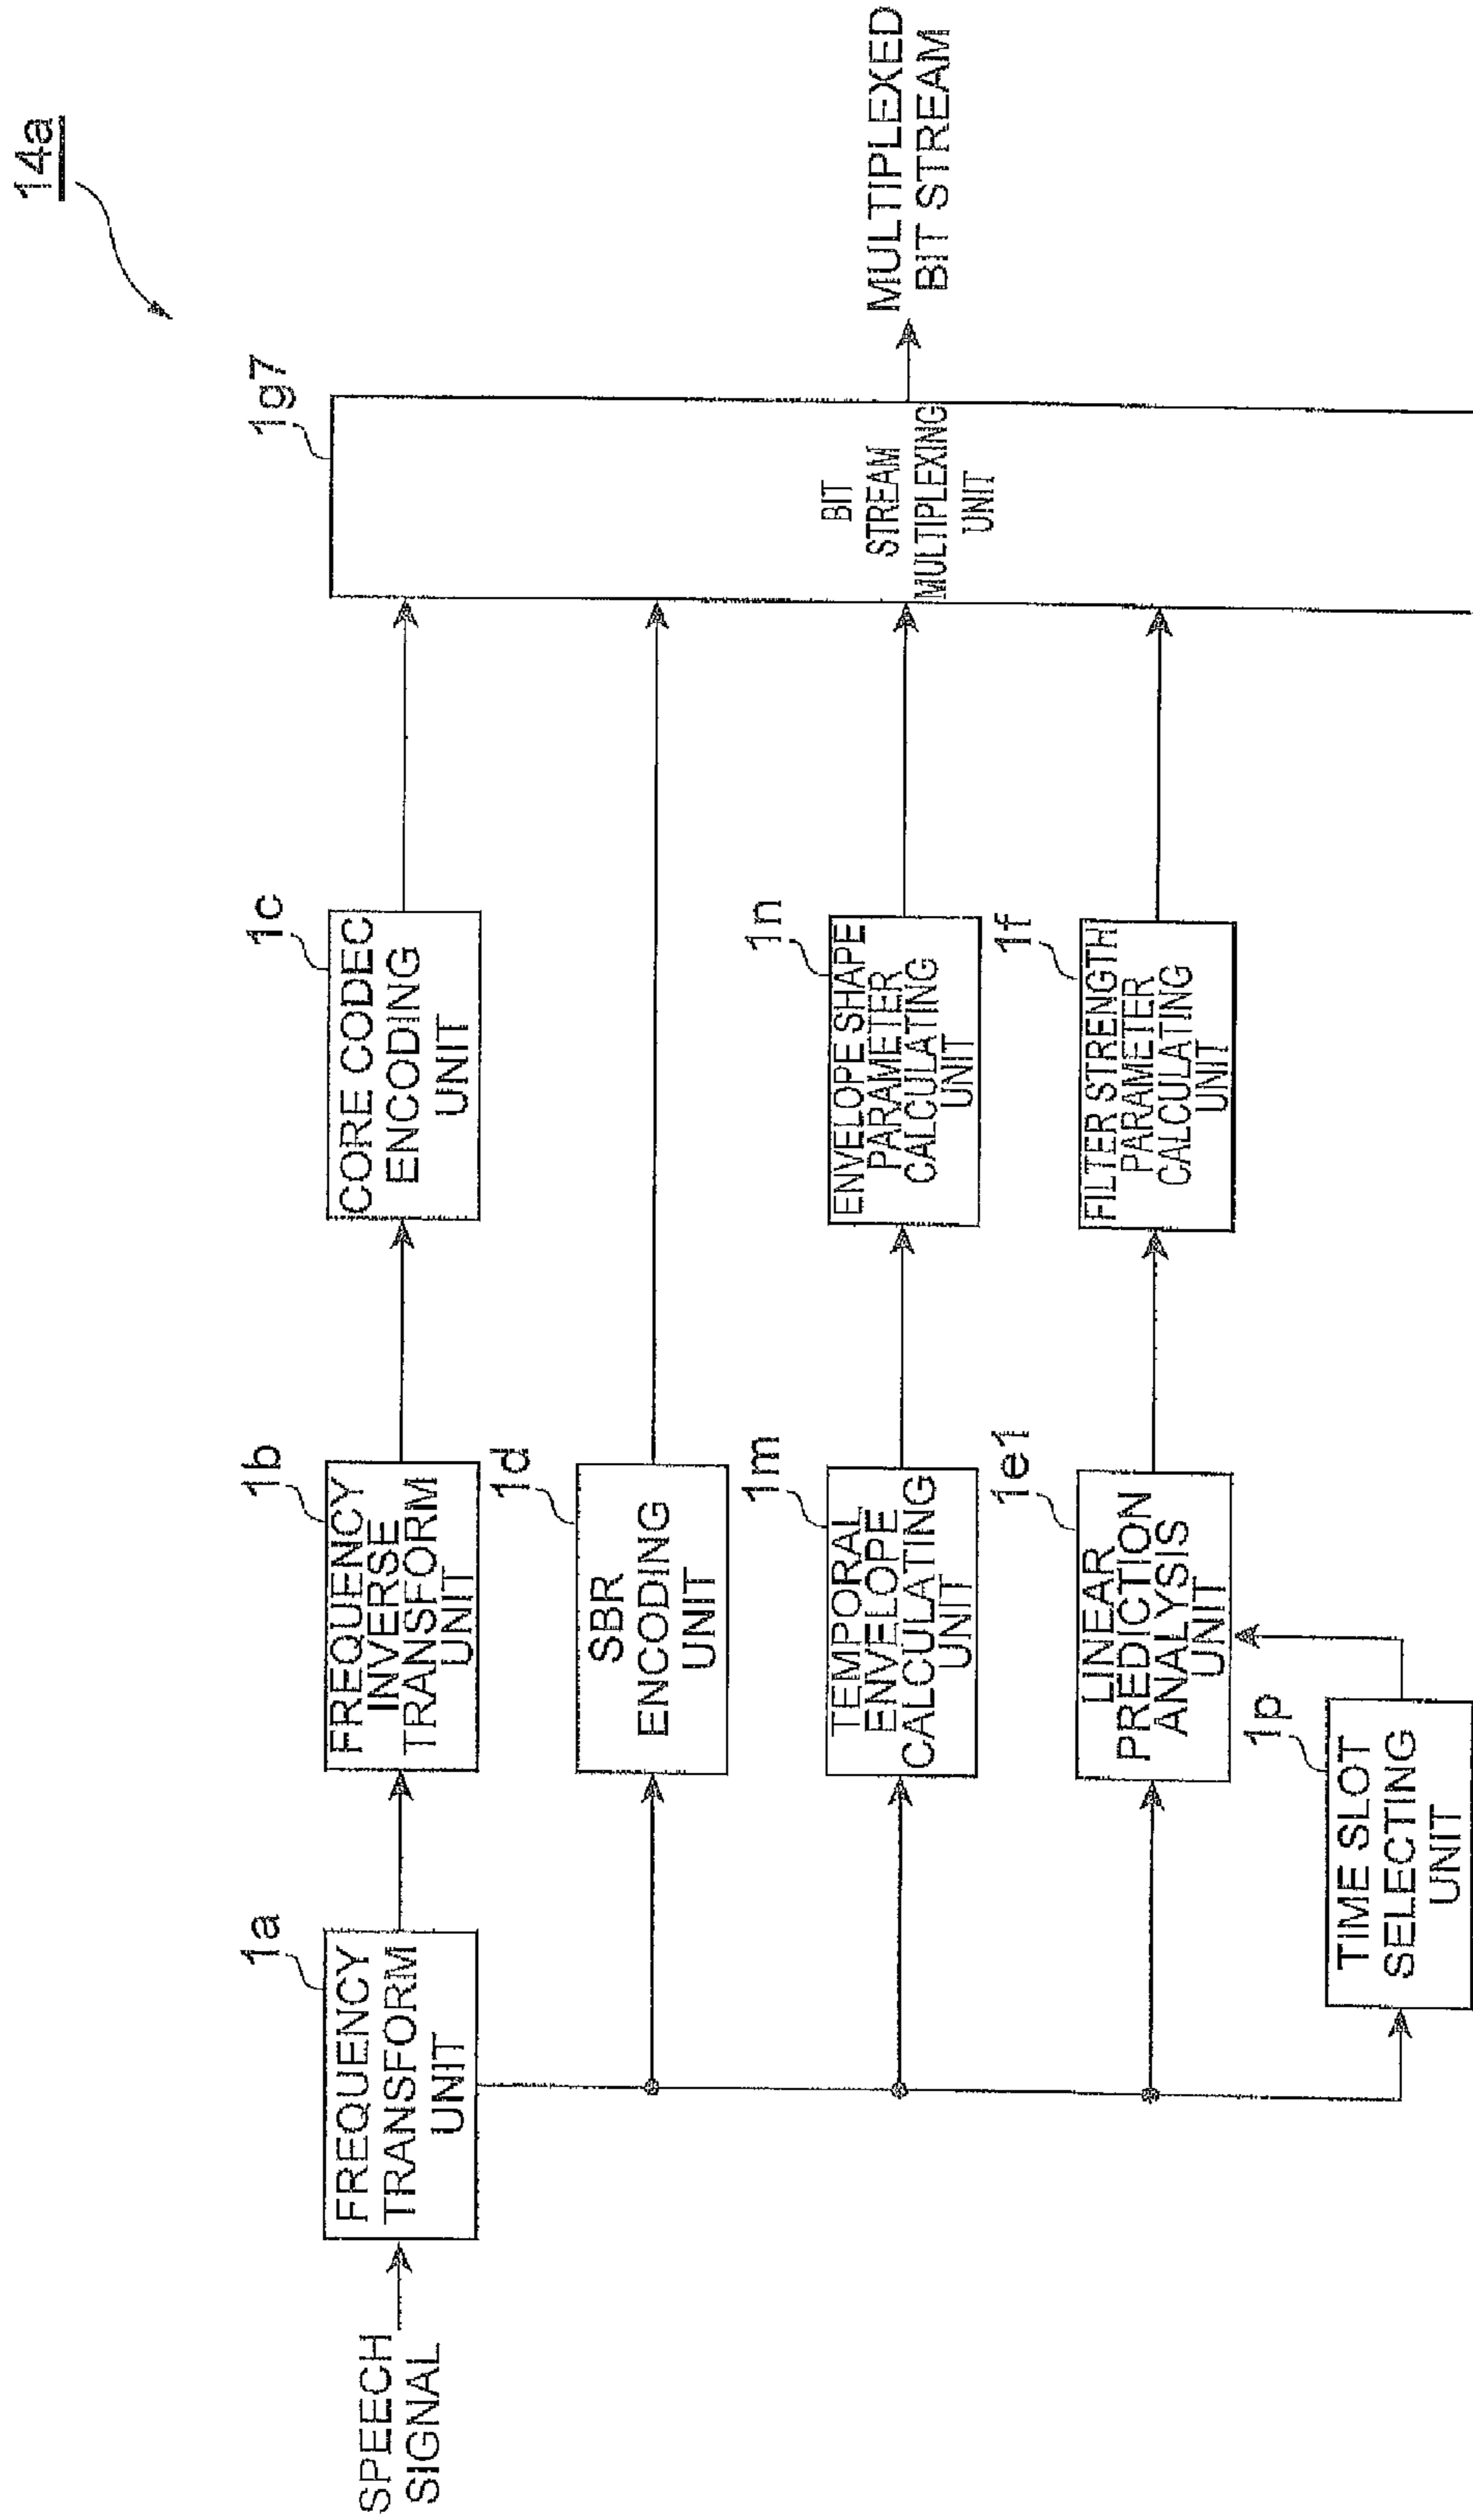 14a
SPEECH
SIGNAL
1a
FREQUENCY
TRANSFORM
UNIT
1b
FREQUENCY
INVERSE
TRANSFORM
UNIT
1c
CORE CODEC
ENCODING
UNIT
1g7
BIT
STREAM
MULTIPLEXING
UNIT
MULTIPLEXED
BIT STREAM
1d
SBR
ENCODING
UNIT
1m
TEMPORAL
ENVELOPE
CALCULATING
UNIT
1n
ENVELOPE SHAPE
PARAMETER
CALCULATING
UNIT
1e1
LINEAR
PREDICTION
ANALYSIS
UNIT
1f
FILTER STRENGTH
PARAMETER
CALCULATING
UNIT
1p
TIME SLOT
SELECTING
UNIT